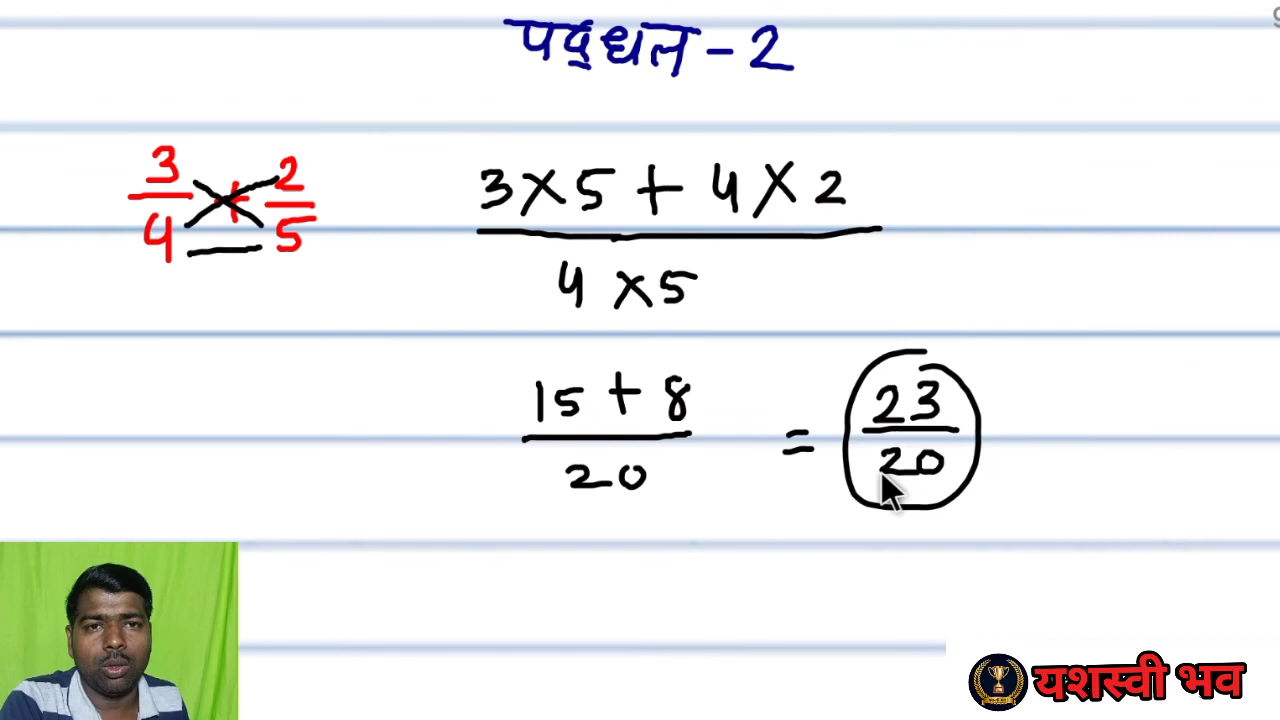 पद्धत - 2
3/4 + 2/5
3 × 5 + 4 × 2
4 × 5
15 + 8 / 20 = 23/20
यशस्वी भव